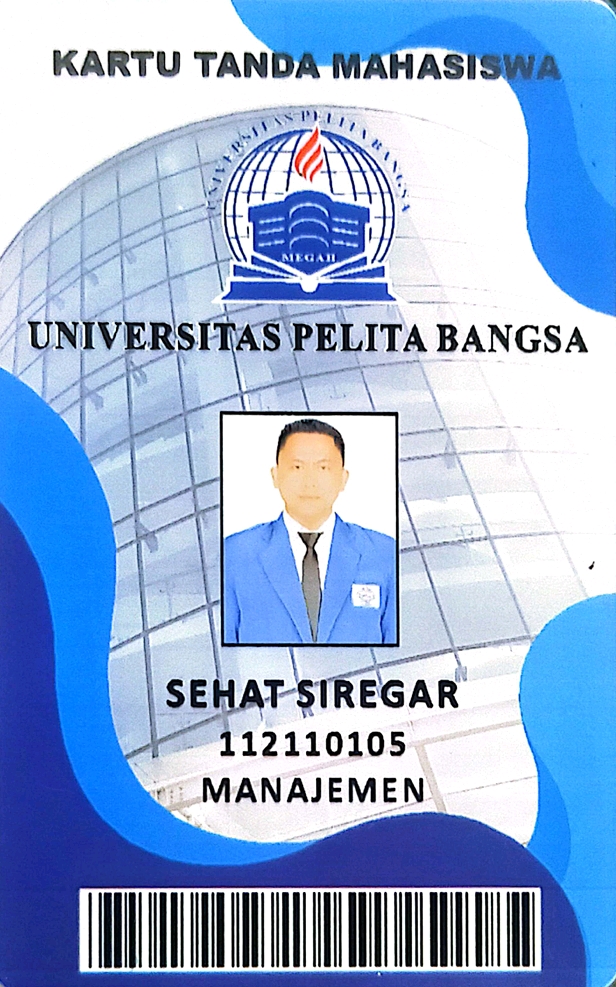 KARTU TANDA MAHASISWA
UNIVERSITAS PELITA BANGSA
MEGAH
UNIVERSITAS PELITA BANGSA
SEHAT SIREGAR
112110105
MANAJEMEN